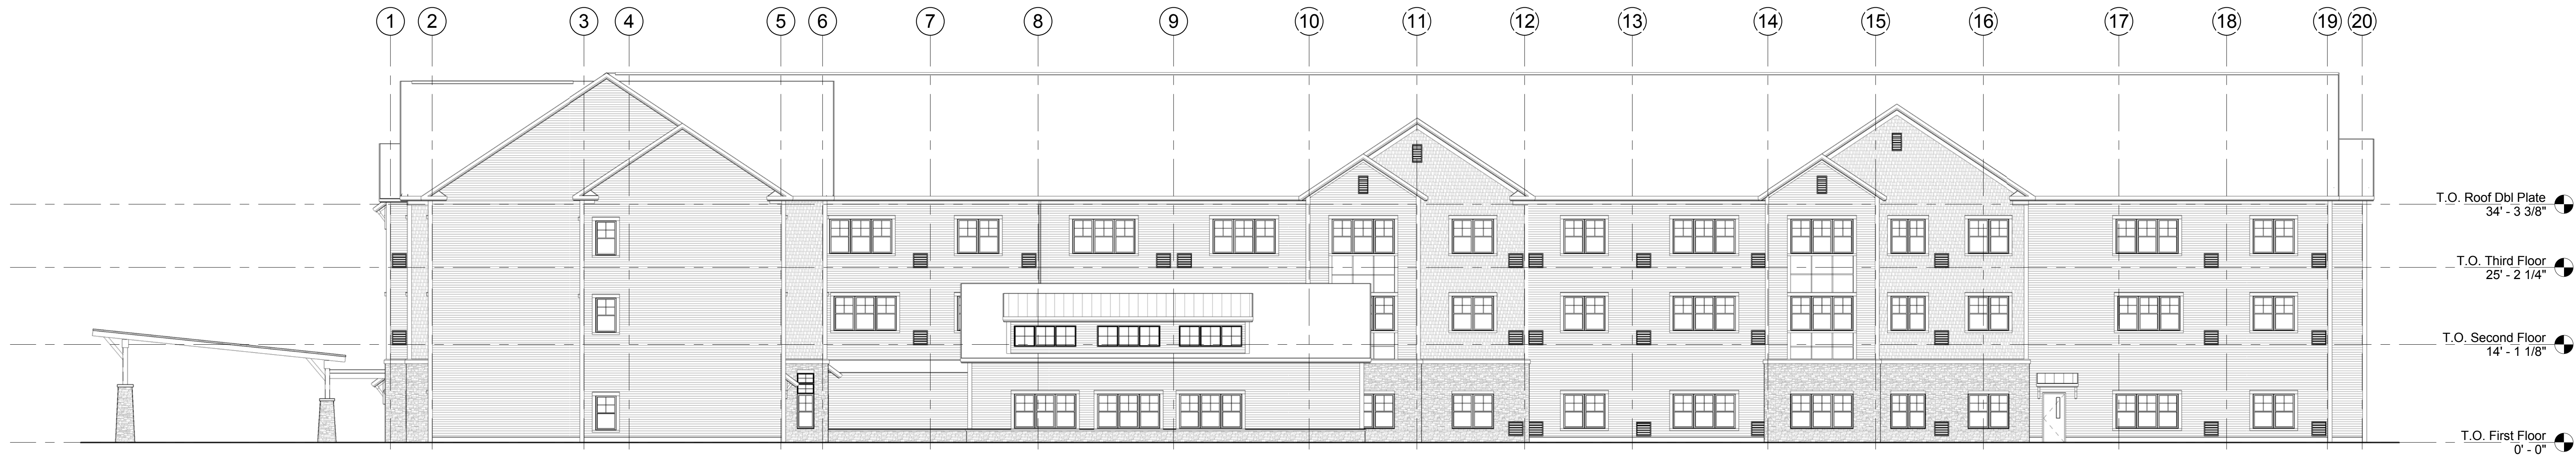 1 2 3 4 5 6 7 8 9 10 11 12 13 14 15 16 17 18 19 20
T.O. Roof Dbl Plate
34' - 3 3/8"
T.O. Third Floor
25' - 2 1/4"
T.O. Second Floor
14' - 1 1/8"
T.O. First Floor
0' - 0"